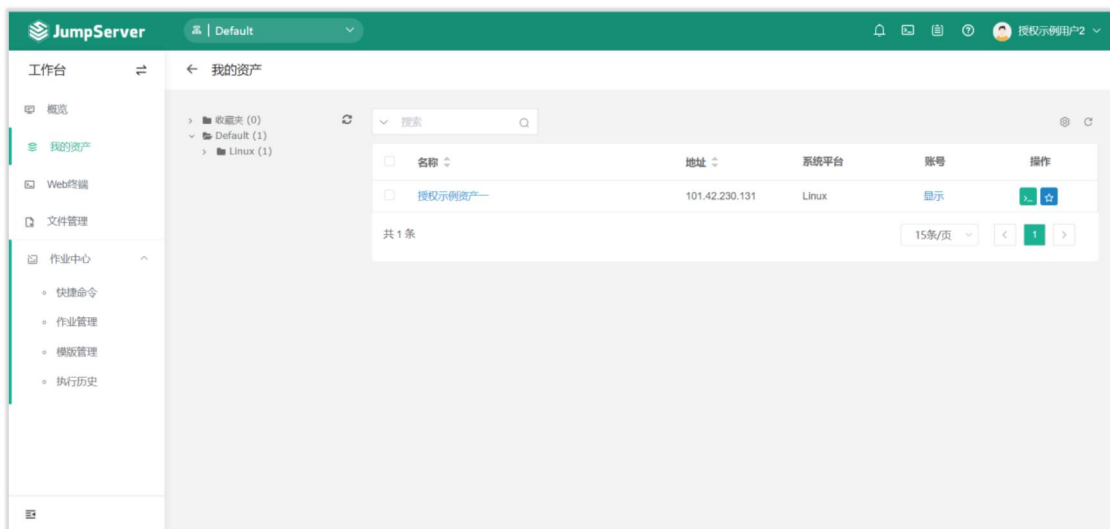 JumpServer
Default
授权示例用户2
工作台
← 我的资产
概览
我的资产
Web终端
文件管理
作业中心
快捷命令
作业管理
模版管理
执行历史
收藏夹 (0)
Default (1)
Linux (1)
搜索
名称 地址 系统平台 账号 操作
授权示例资产一 101.42.230.131 Linux 显示
共 1 条 15条/页 < 1 >